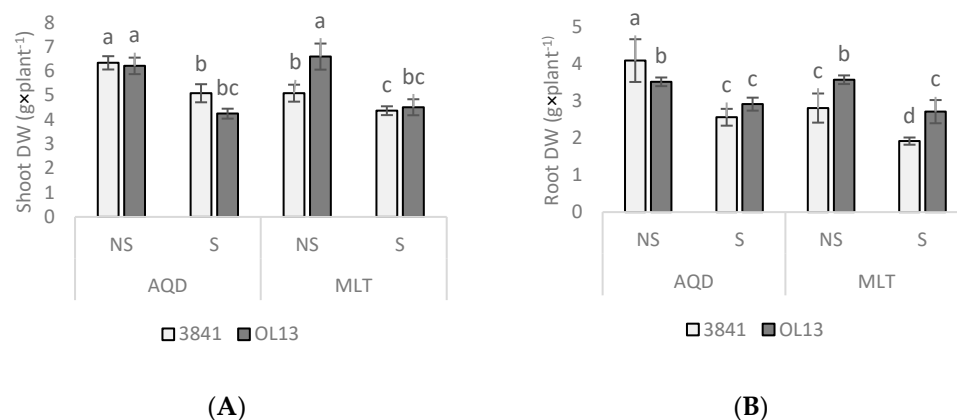 Shoot DW (g×plant⁻¹)
8
7
6
5
4
3
2
1
0
a a b bc b a c bc
NS S NS S
AQD MLT
3841 OL13
(A)
Root DW (g×plant⁻¹⁾
5
4
3
2
1
0
a b c c c b d c
NS S NS S
AQD MLT
3841 OL13
(B)